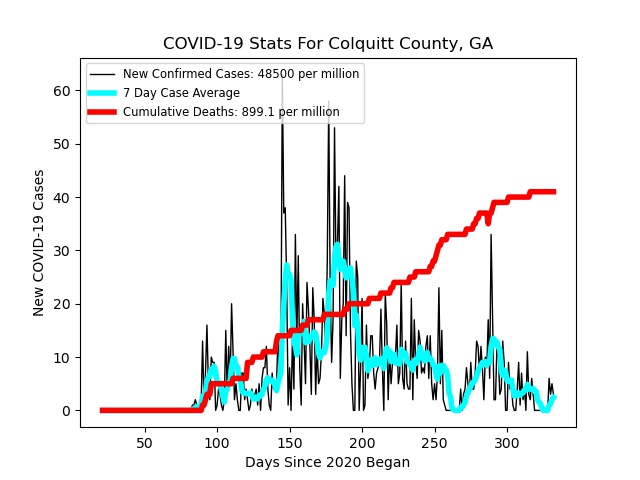 COVID-19 Stats For Colquitt County, GA
New Confirmed Cases: 48500 per million
7 Day Case Average
Cumulative Deaths: 899.1 per million
New COVID-19 Cases
60
50
40
30
20
10
0
50 100 150 200 250 300
Days Since 2020 Began